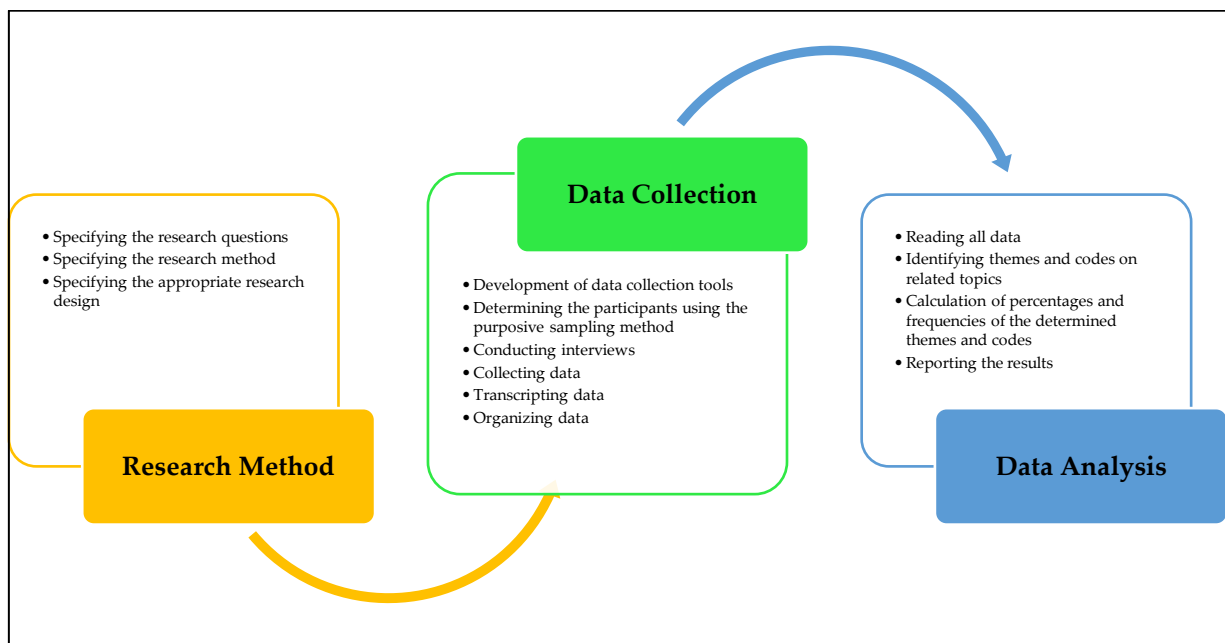 • Specifying the research questions
• Specifying the research method
• Specifying the appropriate research
design
Research Method
Data Collection
• Development of data collection tools
• Determining the participants using the
purposive sampling method
• Conducting interviews
• Collecting data
• Transcripting data
• Organizing data
• Reading all data
• Identifying themes and codes on
related topics
• Calculation of percentages and
frequencies of the determined
themes and codes
• Reporting the results
Data Analysis